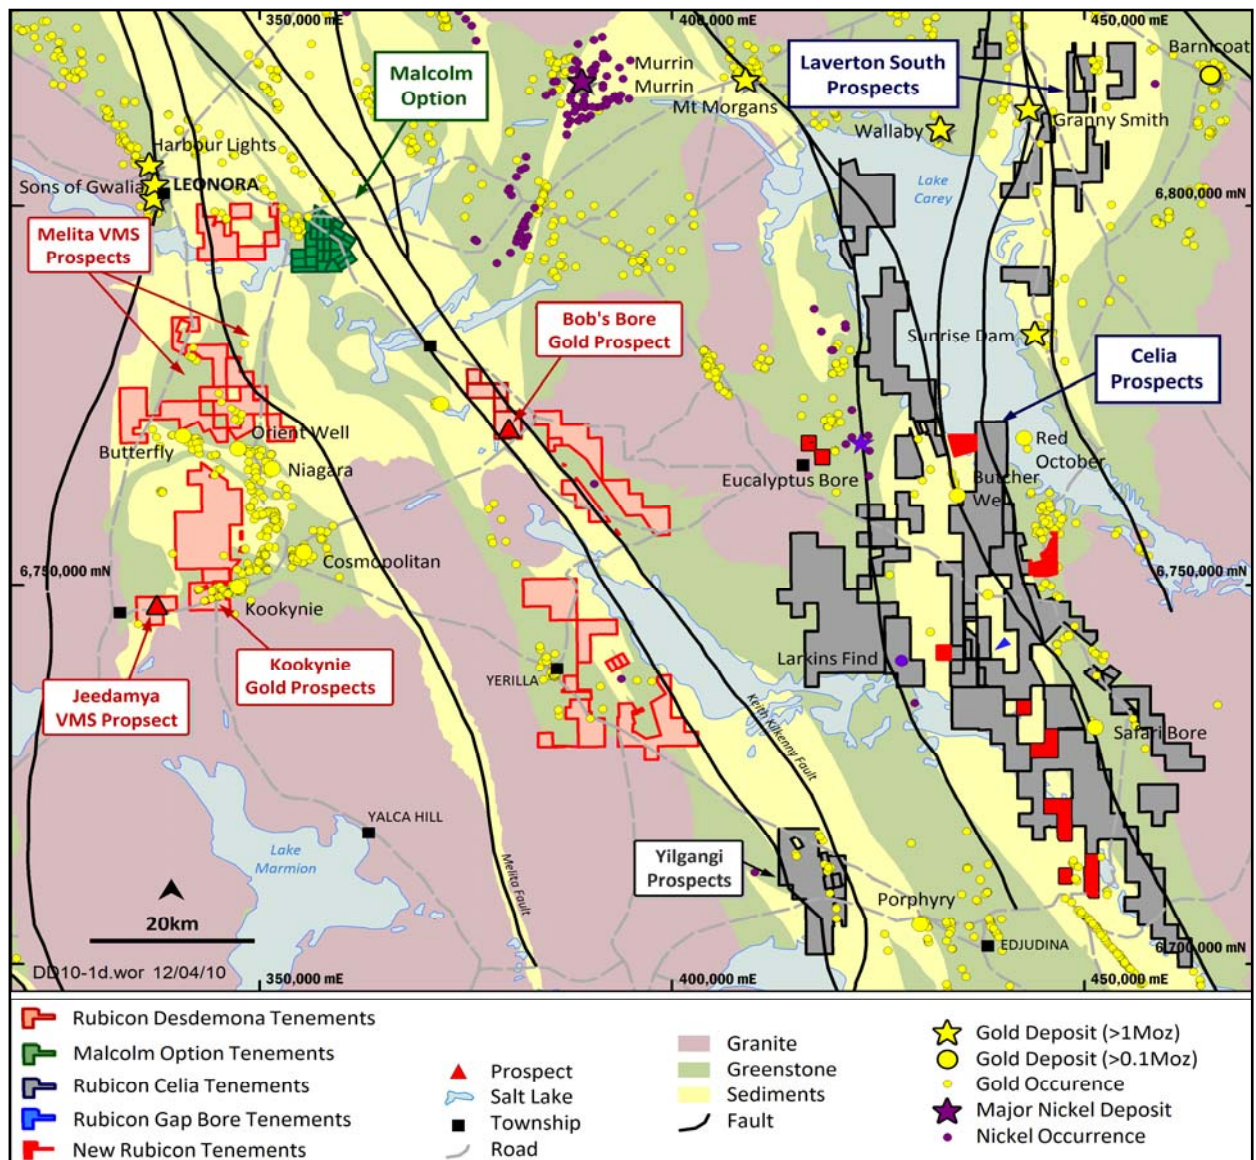 350,000 mE
400,000 mE
450,000 mE
Barnicoat
Murrin
Murrin
Malcolm
Option
Laverton South
Prospects
Mt Morgans
Wallaby
Granny Smith
Harbour Lights
Sons of Gwalia
LEONORA
Lake
Carey
6,800,000 mN
Melita VMS
Prospects
Bob's Bore
Gold Prospect
Sunrise Dam
Celia
Prospects
Butterfly
Orient Well
Niagara
Red
October
Eucalyptus Bore
Butcher
Well
Cosmopolitan
6,750,000 mN
6,750,000 mN
Kookynie
Kookynie
Gold Prospects
Jeedamya
VMS Propsect
YERILLA
Larkins Find
Keith Kilkenny Fault
Safari Bore
YALCA HILL
Lake
Marmion
Melita Fault
Yilgangi
Prospects
Porphyry
EDJUDINA
20km
6,700,000 mN
DD10-1d.wor 12/04/10
350,000 mE
400,000 mE
450,000 mE
Rubicon Desdemona Tenements
Malcolm Option Tenements
Rubicon Celia Tenements
Rubicon Gap Bore Tenements
New Rubicon Tenements
Prospect
Salt Lake
Township
Road
Granite
Greenstone
Sediments
Fault
Gold Deposit (>1Moz)
Gold Deposit (>0.1Moz)
Gold Occurence
Major Nickel Deposit
Nickel Occurrence